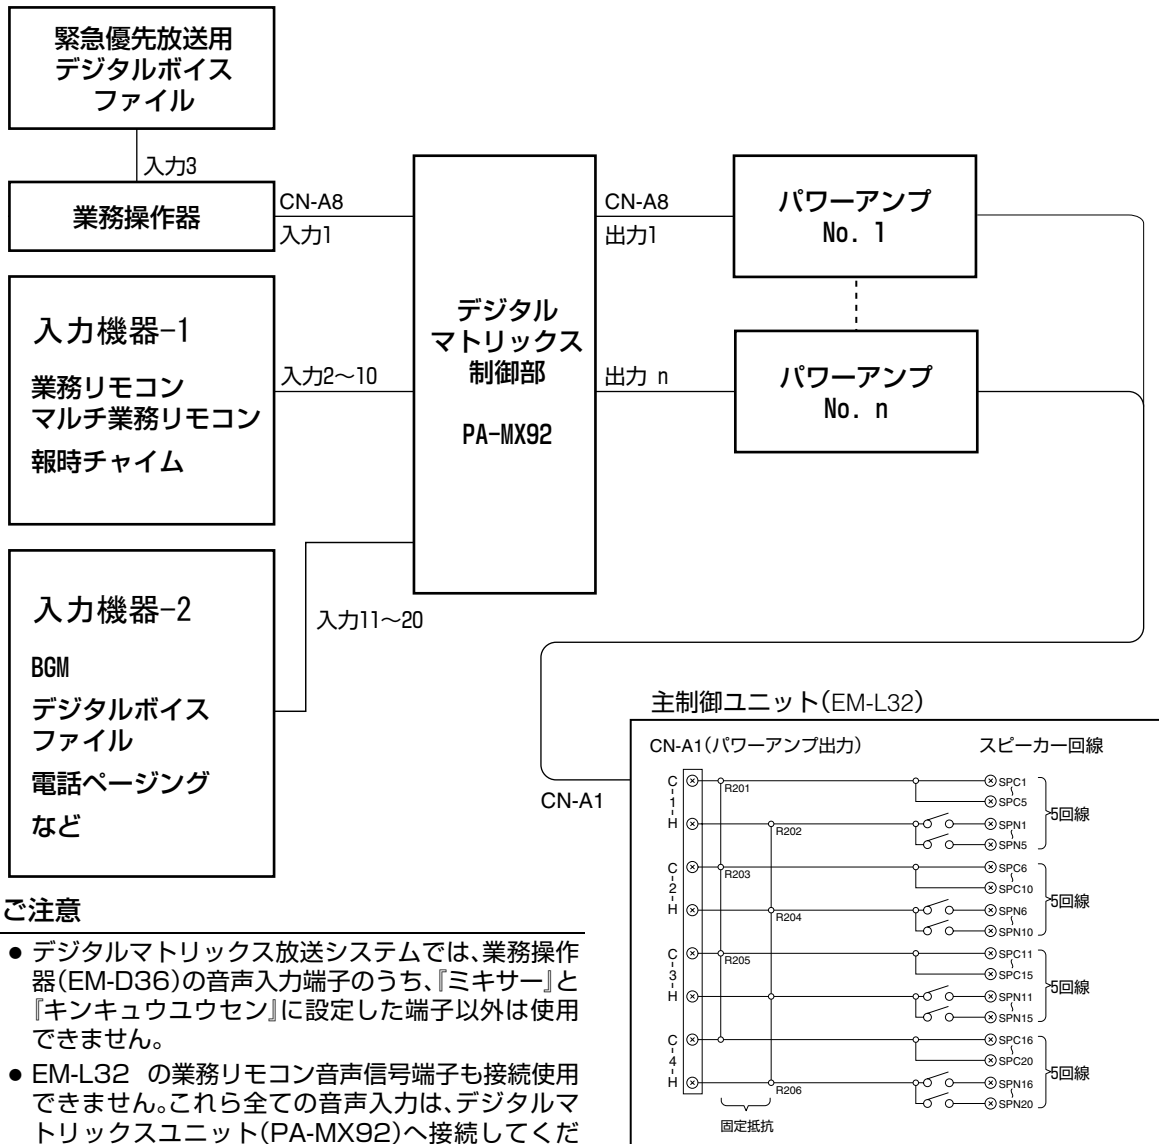 緊急優先放送用
デジタルボイス
ファイル
入力3
業務操作器
CN-A8
入力1
入力機器-1
業務リモコン
マルチ業務リモコン
報時チャイム
入力2～10
入力機器-2
BGM
デジタルボイス
ファイル
電話ページング
など
入力11～20
デジタル
マトリックス
制御部
PA-MX92
CN-A8
出力1
出力 n
パワーアンプ
No. 1
パワーアンプ
No. n
CN-A1
主制御ユニット(EM-L32)
CN-A1(パワーアンプ出力)
スピーカー回線
C
1
H
R201
R202
SPC1
SPC5
SPN1
SPN5
5回線
C
2
H
R203
R204
SPC6
SPC10
SPN6
SPN10
5回線
C
3
H
R205
SPC11
SPC15
SPN11
SPN15
5回線
C
4
H
R206
SPC16
SPC20
SPN16
SPN20
5回線
固定抵抗
ご注意
● デジタルマトリックス放送システムでは、業務操作
器(EM-D36)の音声入力端子のうち、『ミキサー』と
『キンキュウユウセン』に設定した端子以外は使用
できません。
● EM-L32 の業務リモコン音声信号端子も接続使用
できません。これら全ての音声入力は、デジタルマ
トリックスユニット(PA-MX92)へ接続してくだ